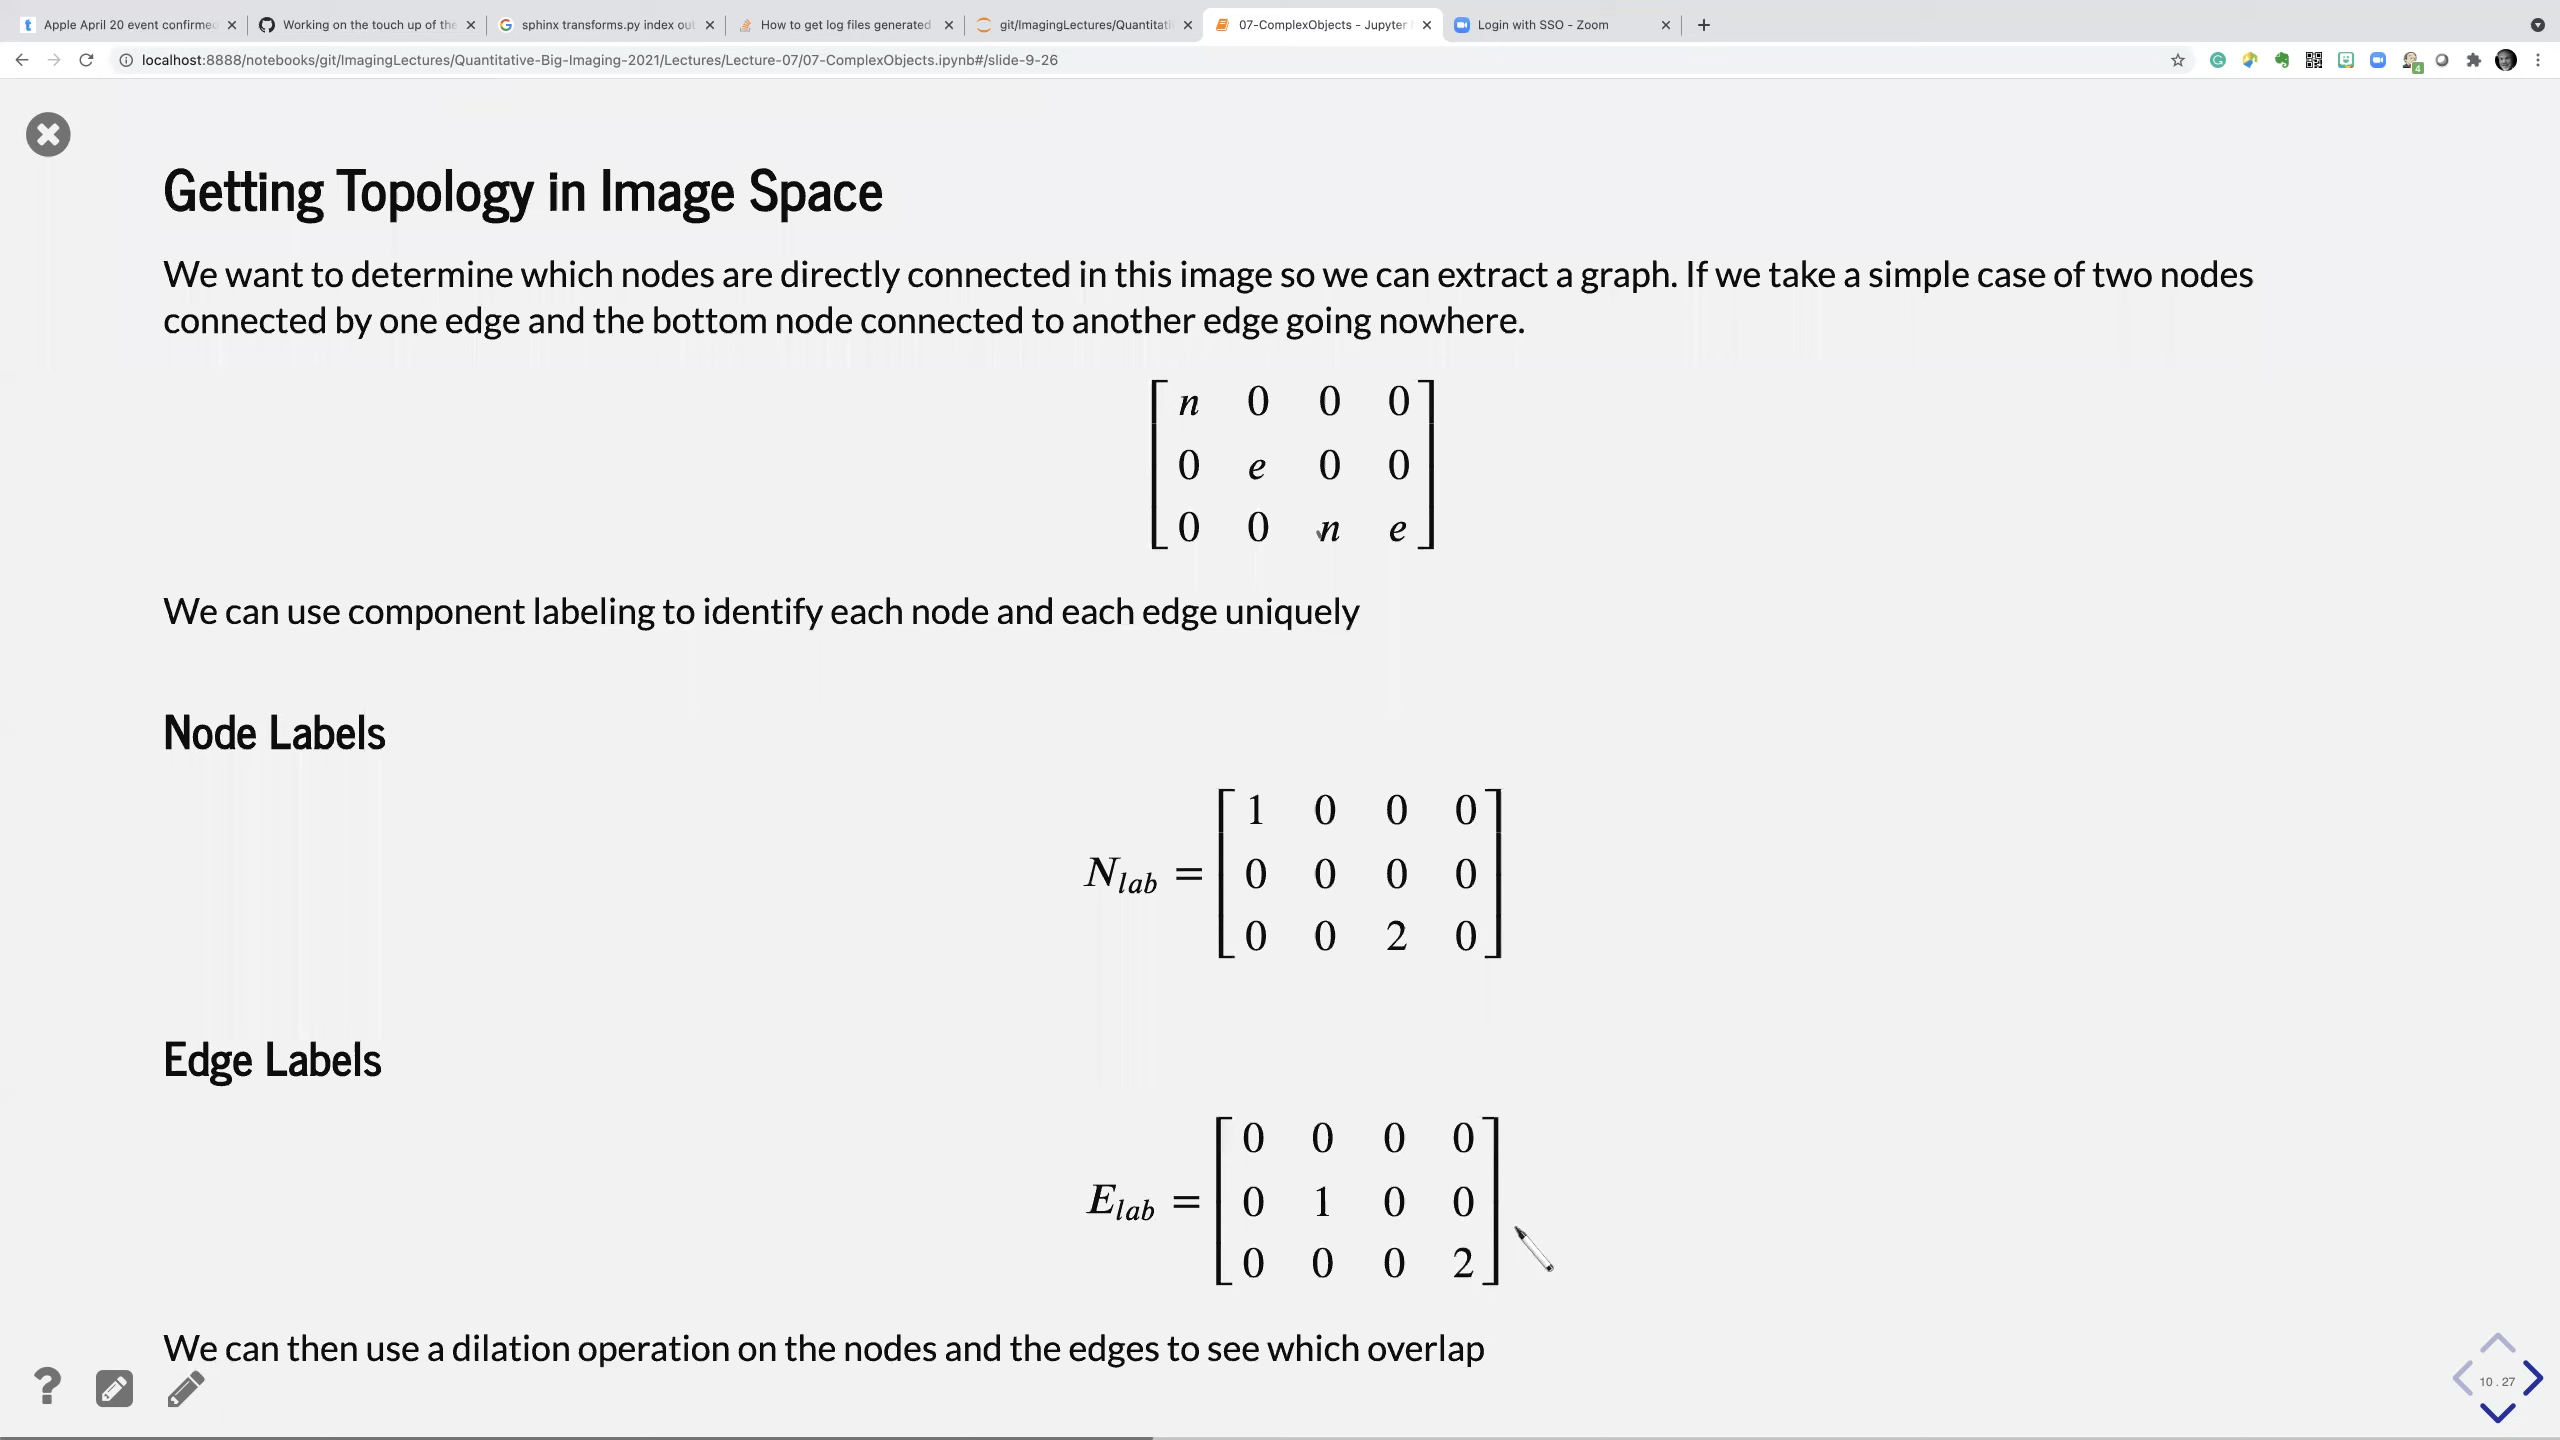 Apple April 20 event confirmed
Working on the touch up of the
sphinx transforms.py index out
How to get log files generated
git/ImagingLectures/Quantitati
07-ComplexObjects - Jupyter
Login with SSO - Zoom
localhost:8888/notebooks/git/ImagingLectures/Quantitative-Big-Imaging-2021/Lectures/Lecture-07/07-ComplexObjects.ipynb#/slide-9-26
4
Getting Topology in Image Space
We want to determine which nodes are directly connected in this image so we can extract a graph. If we take a simple case of two nodes
connected by one edge and the bottom node connected to another edge going nowhere.
n 0 0 0
0 e 0 0
0 0 n e
We can use component labeling to identify each node and each edge uniquely
Node Labels
1 0 0 0
N_lab = 0 0 0 0
0 0 2 0
Edge Labels
0 0 0 0
E_lab = 0 1 0 0
0 0 0 2
We can then use a dilation operation on the nodes and the edges to see which overlap
?
10 . 27